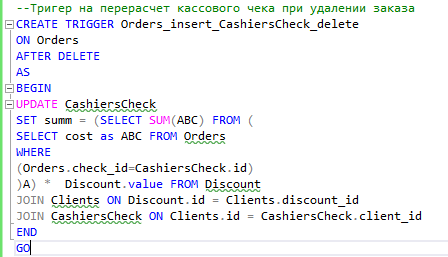 --Тригер на перерасчет кассового чека при удалении заказа
CREATE TRIGGER Orders_insert_CashiersCheck_delete
ON Orders
AFTER DELETE
AS
BEGIN
UPDATE CashiersCheck
SET summ = (SELECT SUM(ABC) FROM (
SELECT cost as ABC FROM Orders
WHERE
(Orders.check_id=CashiersCheck.id)
)A) *  Discount.value FROM Discount
JOIN Clients ON Discount.id = Clients.discount_id
JOIN CashiersCheck ON Clients.id = CashiersCheck.client_id
END
GO